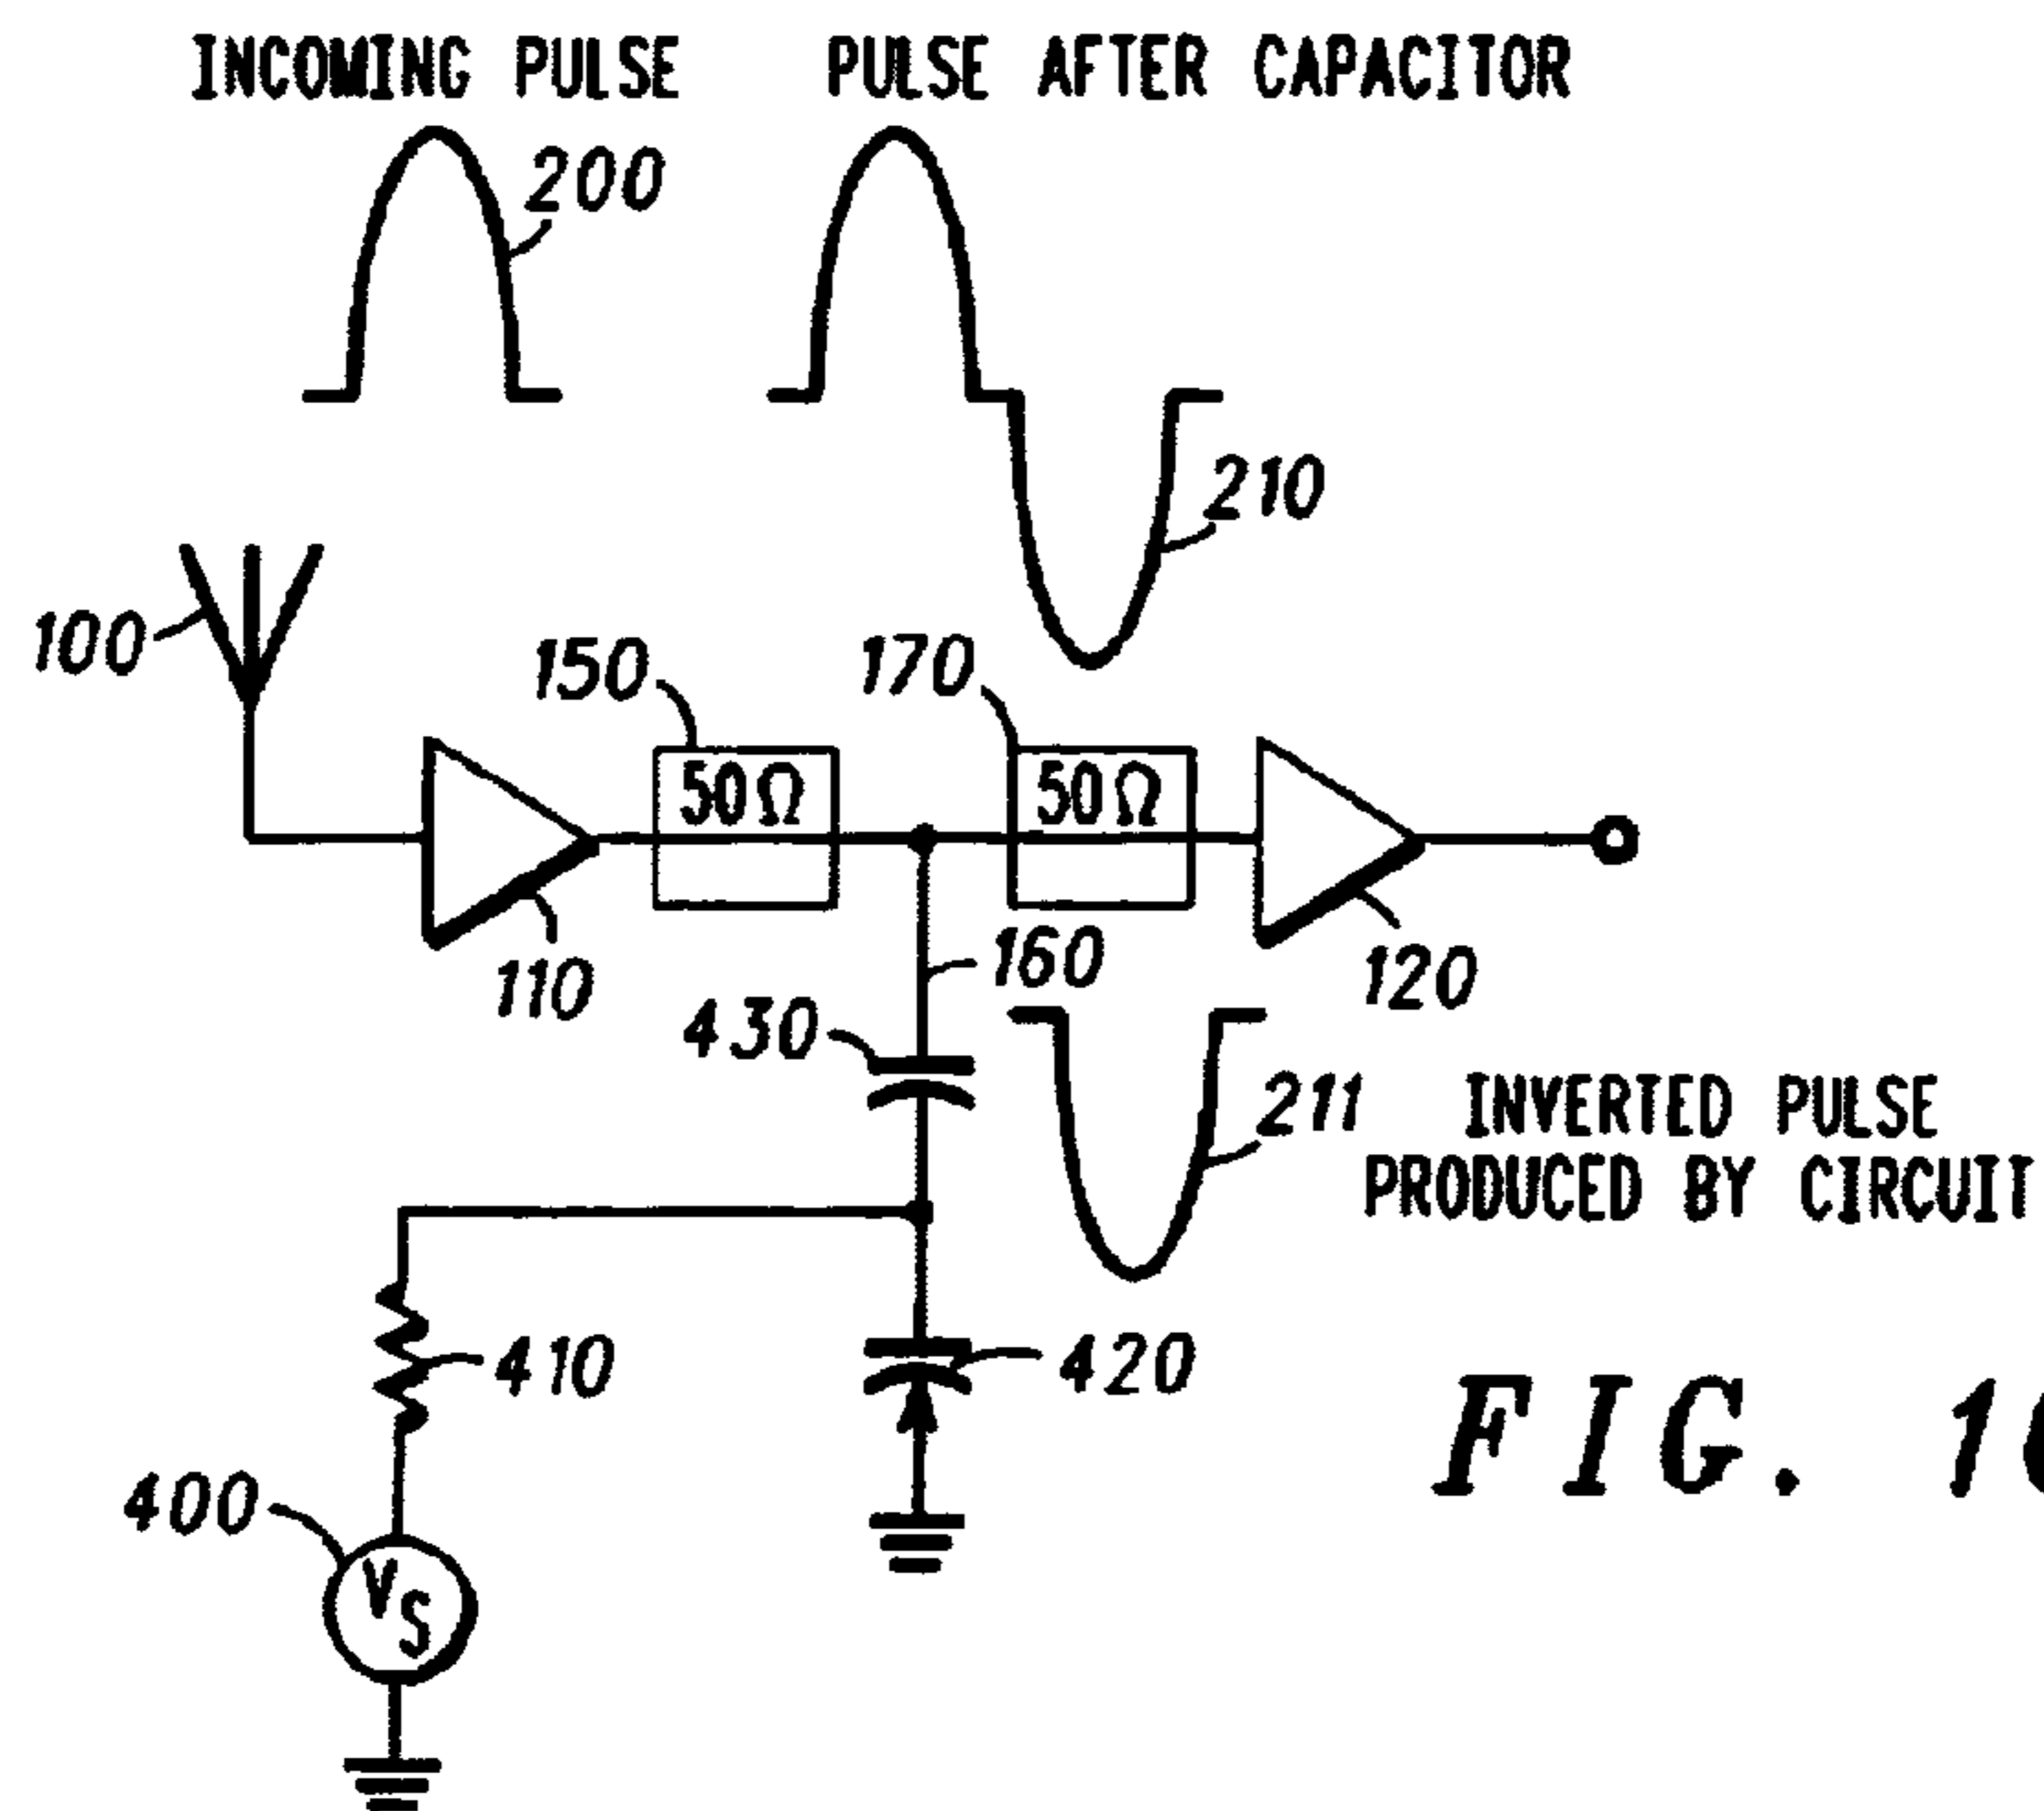 INCOMING PULSE PULSE AFTER CAPACITOR
200
210
100
150
170
50Ω
50Ω
110
160
120
430
211
INVERTED PULSE
PRODUCED BY CIRCUIT
410
420
FIG.
400
VS